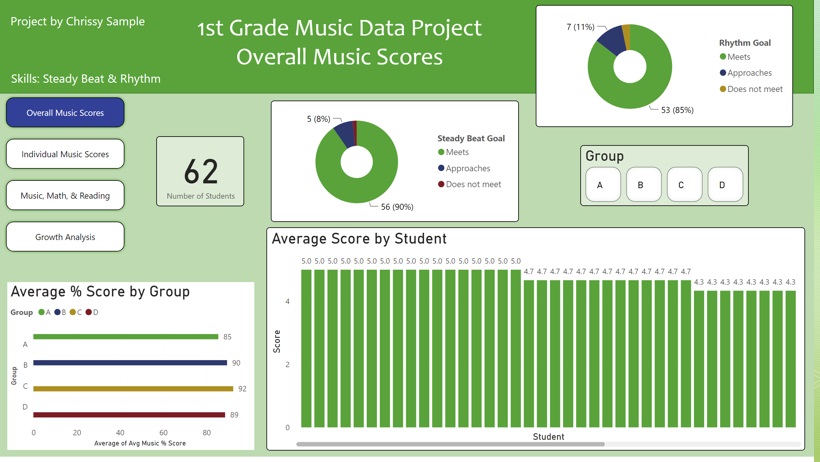 Project by Chrissy Sample
1st Grade Music Data Project
Overall Music Scores
Skills: Steady Beat & Rhythm
7 (11%)
53 (85%)
Rhythm Goal
Meets
Approaches
Does not meet
Overall Music Scores
Individual Music Scores
Music, Math, & Reading
Growth Analysis
62
Number of Students
5 (8%)
56 (90%)
Steady Beat Goal
Meets
Approaches
Does not meet
Group
A B C D
Average Score by Student
5.0 5.0 5.0 5.0 5.0 5.0 5.0 5.0 5.0 5.0 5.0 5.0 5.0 5.0 5.0 5.0 5.0 4.7 4.7 4.7 4.7 4.7 4.7 4.7 4.7 4.7 4.7 4.7 4.7 4.7 4.3 4.3 4.3 4.3 4.3 4.3 4.3 4.3
Score
4
2
0
Student
Average % Score by Group
Group A B C D
Group
A 85
B 90
C 92
D 89
0 20 40 60 80
Average of Avg Music % Score